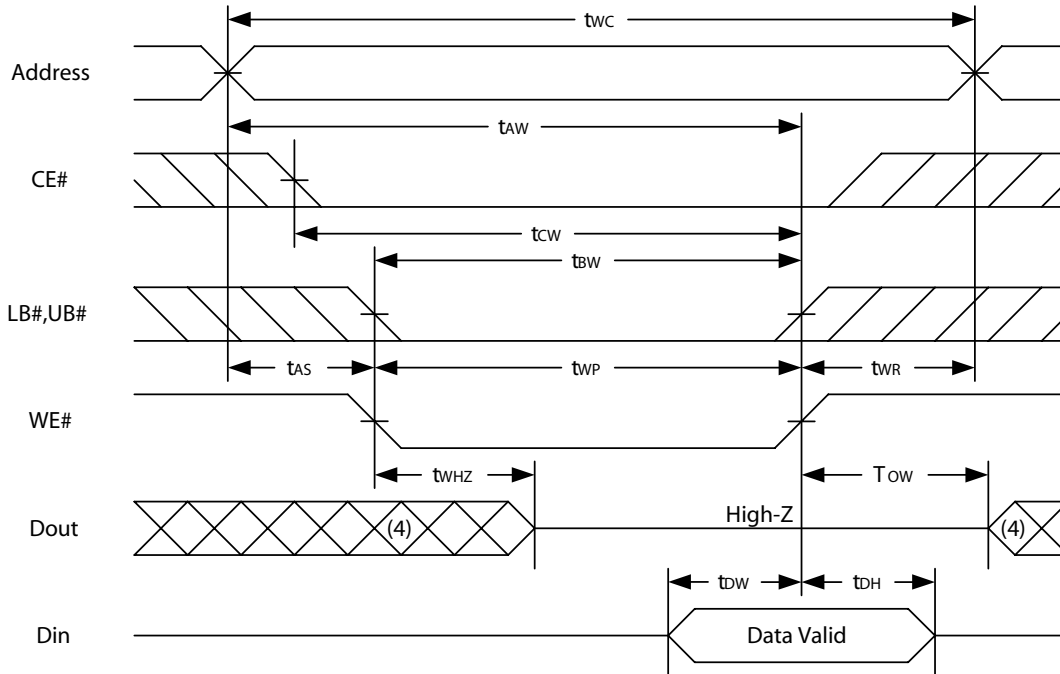 tWC
Address
tAW
CE#
tCW
tBW
LB#,UB#
tAS
tWP
tWR
WE#
tWHZ
TOW
Dout
(4)
High-Z
(4)
tDW
tDH
Din
Data Valid